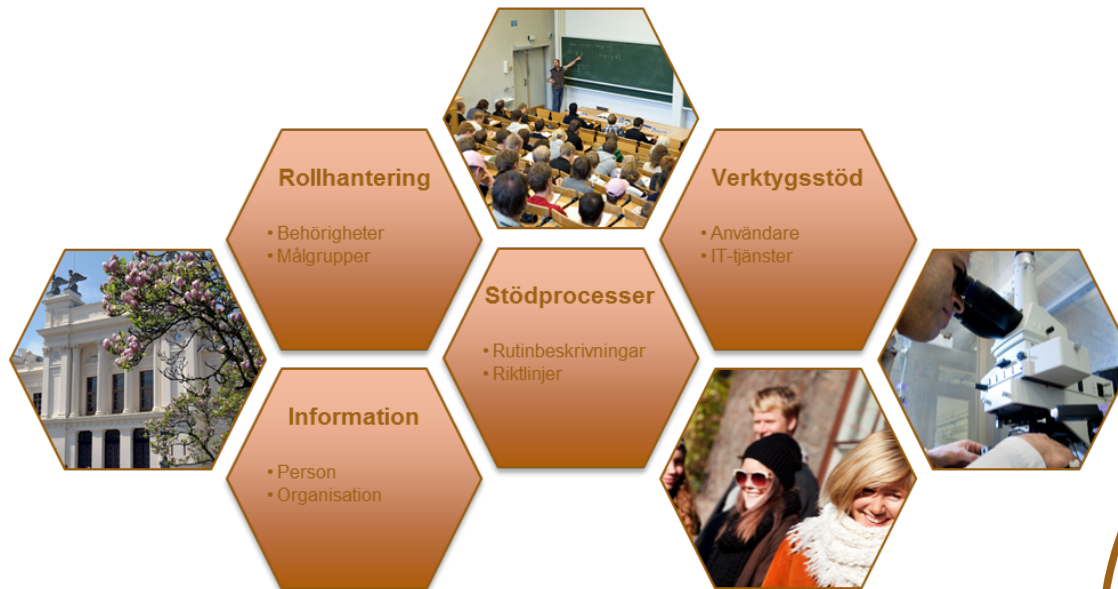 Rollhantering
• Behörigheter
• Målgrupper
Verktygsstöd
• Användare
• IT-tjänster
Stödprocesser
• Rutinbeskrivningar
• Riktlinjer
Information
• Person
• Organisation